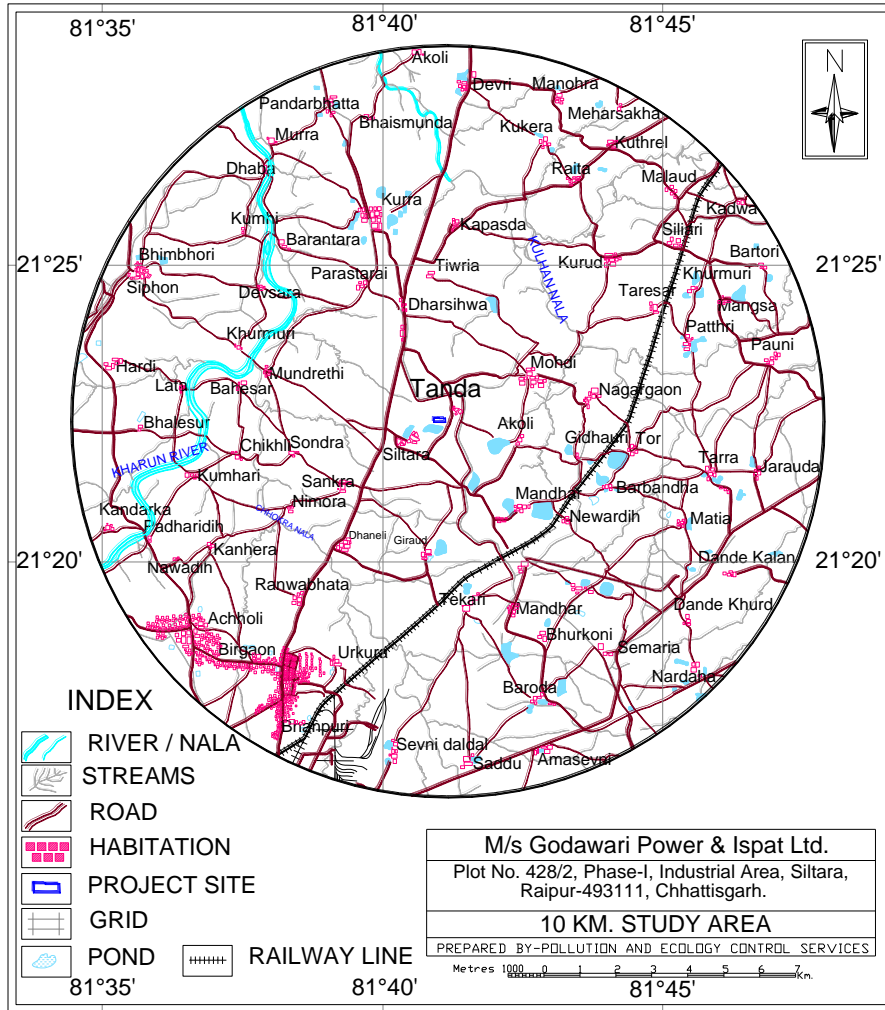 81°35'
81°40'
81°45'
N
Akoli
Devri
Manohra
Pandarbhatta
Bhaismunda
Meharsakha
Murra
Kukera
Kuthrel
Dhaba
Raita
Malaud
Kurra
Kadwa
Kumhi
Kapasda
Barantara
Siliari
KULHAN NALA
21°25'
Bhimbhori
Tiwria
Kurud
Bartori
21°25'
Siphon
Parastarai
Khurmuri
Devsara
Dharsihwa
Taresar
Mangsa
Khurmuri
Patthri
Pauni
Hardi
Mundrethi
Mondi
Lata
Bahesar
Tanda
Nagargaon
Bhalesur
Akoli
Chikhli
Sondra
Siltara
Gidhauri
Tor
KHARUN RIVER
Kumhari
Sankra
Tarra
Jarauda
Nimora
Mandhar
Barbandha
Kandarka
CHHOKRA NALA
Newardih
Matia
Padharidih
Dhaneli
Giraud
21°20'
Nawadih
Kanhera
Dande Kalan
21°20'
Ranwabhata
Tekari
Mandhar
Dande Khurd
Achholi
Bhurkoni
Birgaon
Urkura
Semaria
Nardaha
Baroda
Bhanpuri
Sevni daldal
Saddu
Amasevni
INDEX
RIVER / NALA
STREAMS
ROAD
HABITATION
PROJECT SITE
GRID
POND
RAILWAY LINE
M/s Godawari Power & Ispat Ltd.
Plot No. 428/2, Phase-I, Industrial Area, Siltara,
Raipur-493111, Chhattisgarh.
10 KM. STUDY AREA
PREPARED BY-POLLUTION AND ECOLOGY CONTROL SERVICES
Metres 1000 0 1 2 3 4 5 6 7 Km.
81°35'
81°40'
81°45'